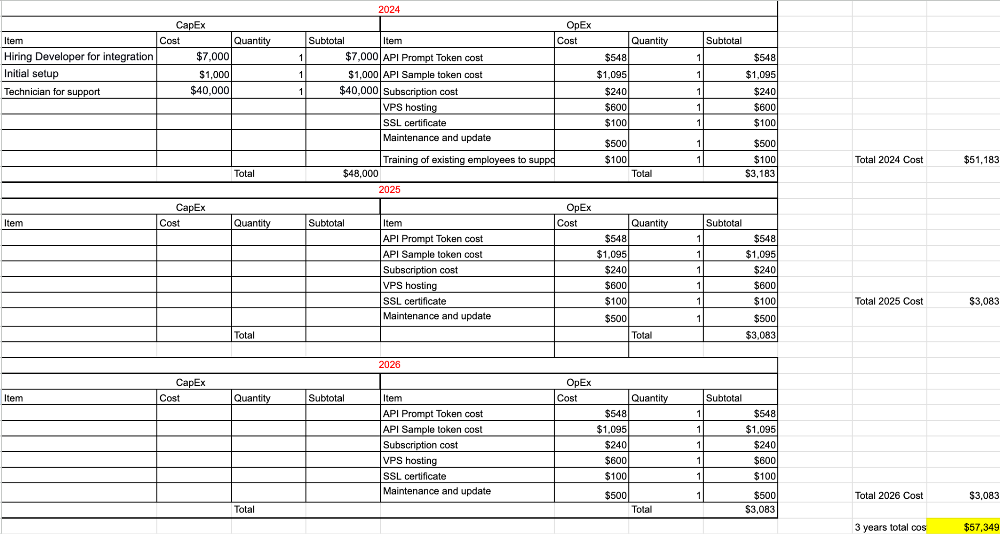 2024
CapEx OpEx
Item Cost Quantity Subtotal Item Cost Quantity Subtotal
Hiring Developer for integration $7,000 1 $7,000 API Prompt Token cost $548 1 $548
Initial setup $1,000 1 $1,000 API Sample token cost $1,095 1 $1,095
Technician for support $40,000 1 $40,000 Subscription cost $240 1 $240
VPS hosting $600 1 $600
SSL certificate $100 1 $100
Maintenance and update $500 1 $500
Training of existing employees to suppo $100 1 $100 Total 2024 Cost $51,183
Total $48,000 Total $3,183
2025
CapEx OpEx
Item Cost Quantity Subtotal Item Cost Quantity Subtotal
API Prompt Token cost $548 1 $548
API Sample token cost $1,095 1 $1,095
Subscription cost $240 1 $240
VPS hosting $600 1 $600
SSL certificate $100 1 $100 Total 2025 Cost $3,083
Maintenance and update $500 1 $500
Total Total $3,083
2026
CapEx OpEx
Item Cost Quantity Subtotal Item Cost Quantity Subtotal
API Prompt Token cost $548 1 $548
API Sample token cost $1,095 1 $1,095
Subscription cost $240 1 $240
VPS hosting $600 1 $600
SSL certificate $100 1 $100
Maintenance and update $500 1 $500 Total 2026 Cost $3,083
Total Total $3,083
3 years total cost $57,349